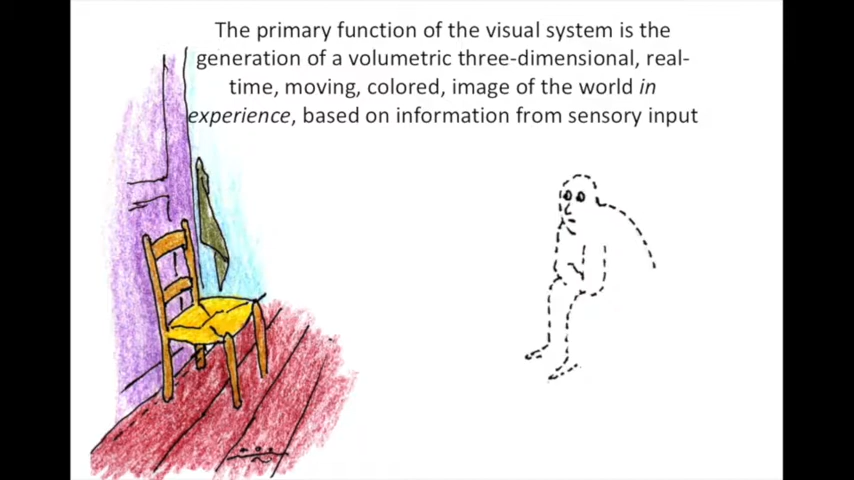 The primary function of the visual system is the
generation of a volumetric three-dimensional, real-
time, moving, colored, image of the world in
experience, based on information from sensory input